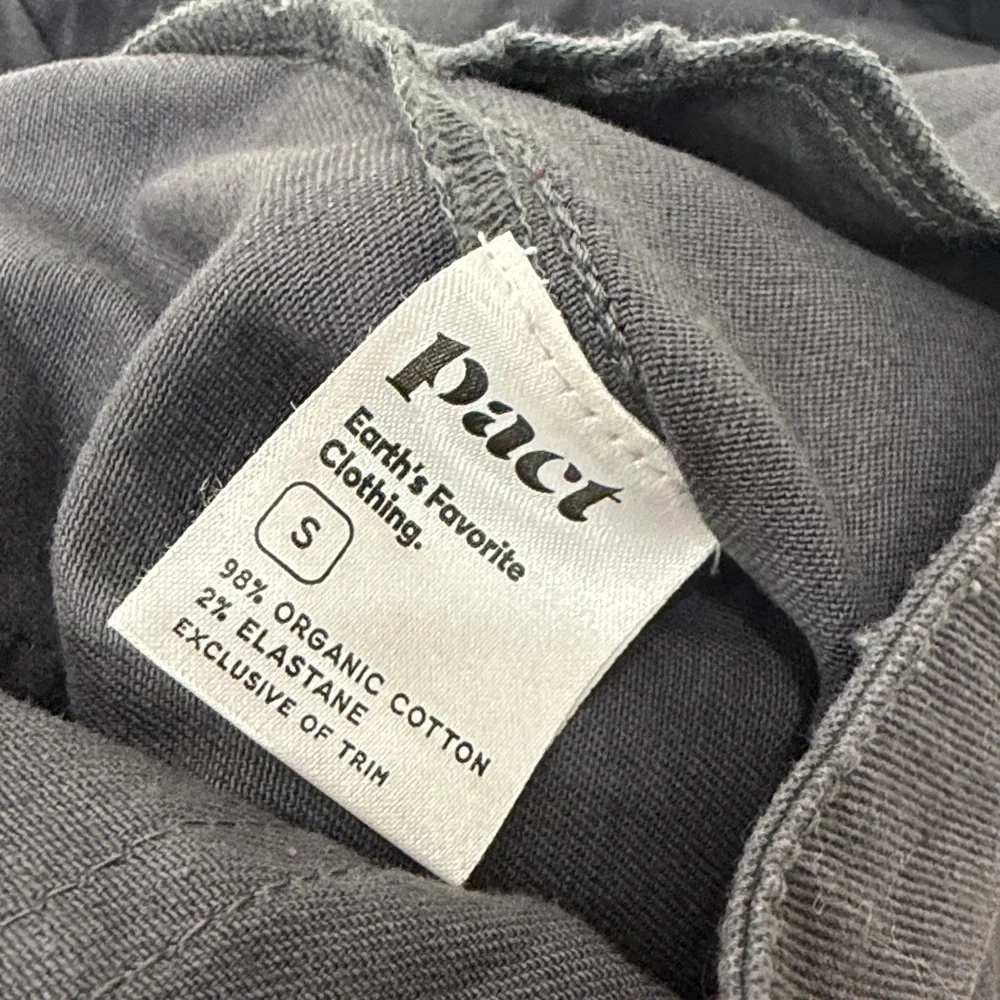 pact
Earth's Favorite
Clothing.
S
98% ORGANIC COTTON
2% ELASTANE
EXCLUSIVE OF TRIM